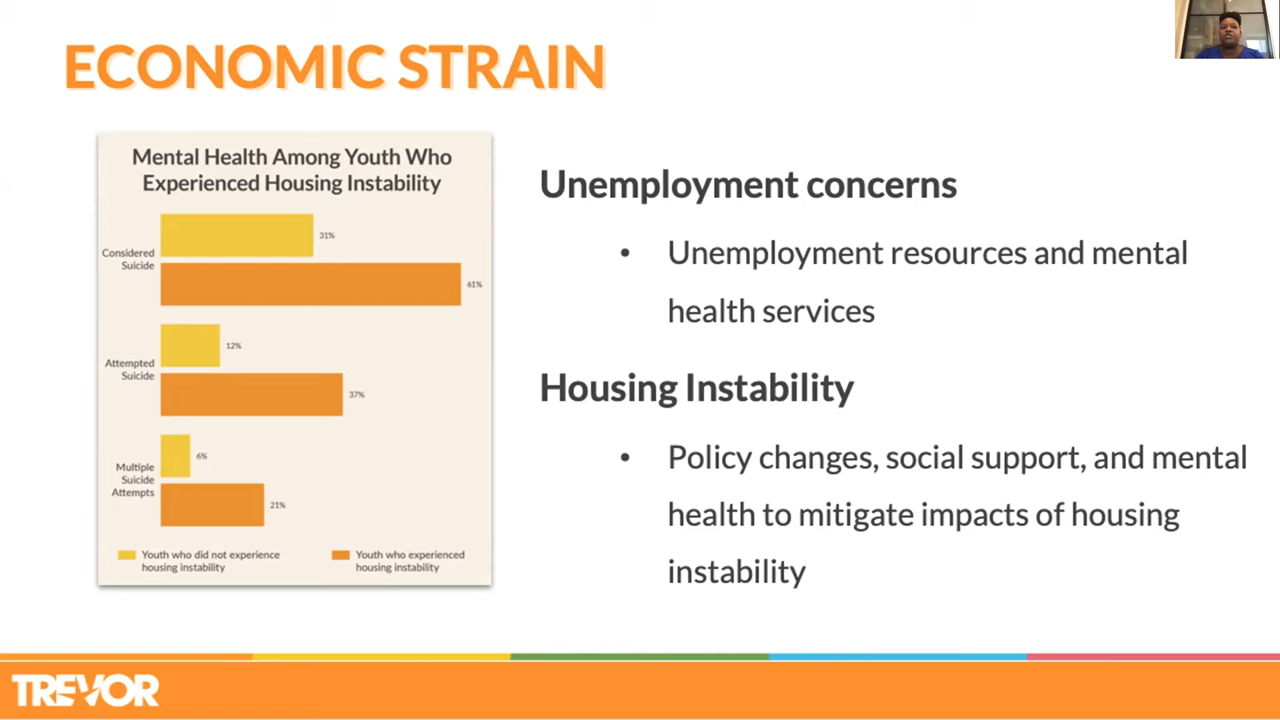 ECONOMIC STRAIN
Mental Health Among Youth Who
Experienced Housing Instability
Considered
Suicide
31%
61%
Attempted
Suicide
12%
37%
Multiple
Suicide
Attempts
6%
21%
Youth who did not experience
housing instability
Youth who experienced
housing instability
Unemployment concerns
• Unemployment resources and mental
health services
Housing Instability
• Policy changes, social support, and mental
health to mitigate impacts of housing
instability
TREVOR